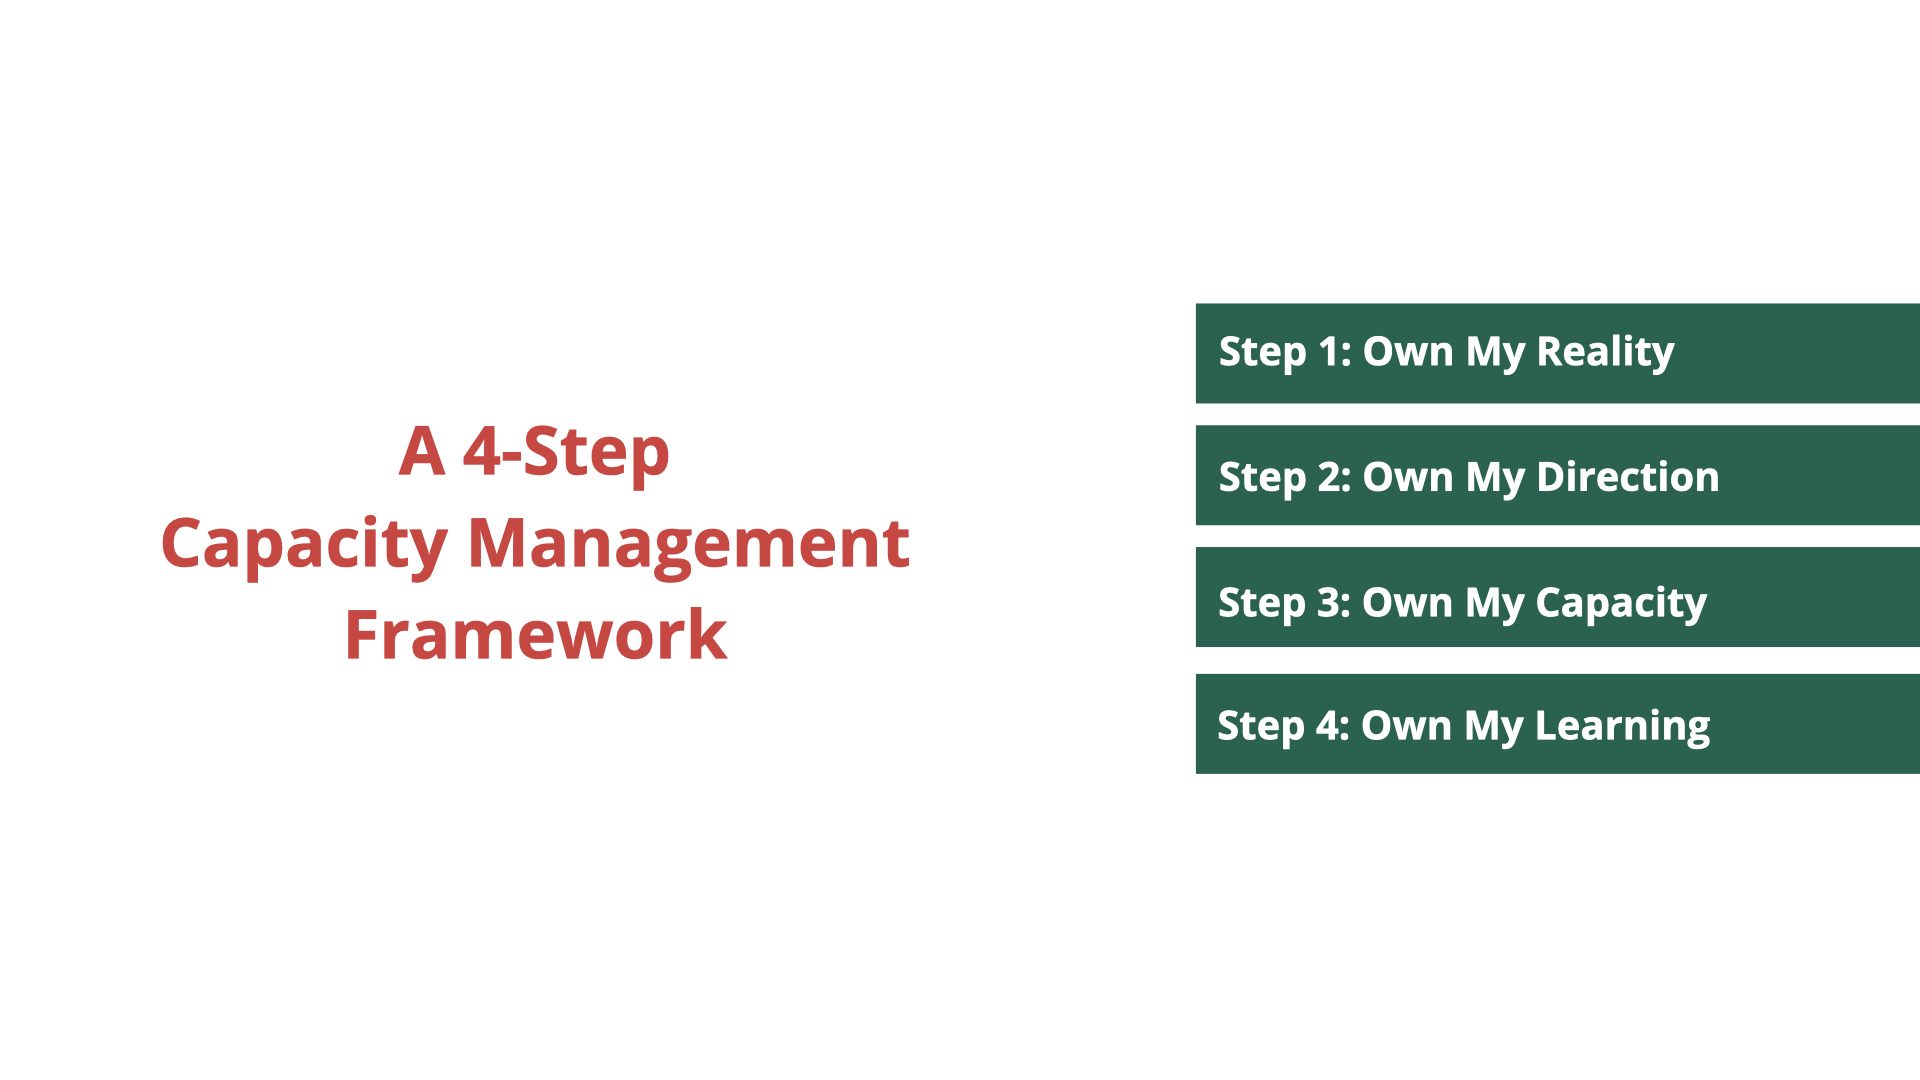 A 4-Step
Capacity Management
Framework
Step 1: Own My Reality
Step 2: Own My Direction
Step 3: Own My Capacity
Step 4: Own My Learning